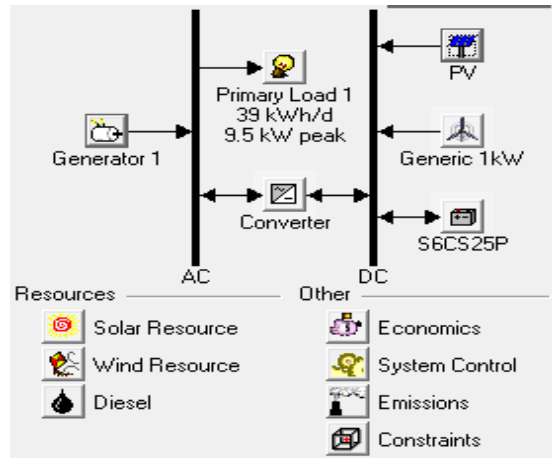 PV
Primary Load 1
39 kWh/d
9.5 kW peak
Generator 1
Generic 1kW
Converter
S6CS25P
AC
DC
Resources
Other
Solar Resource
Economics
Wind Resource
System Control
Diesel
Emissions
Constraints